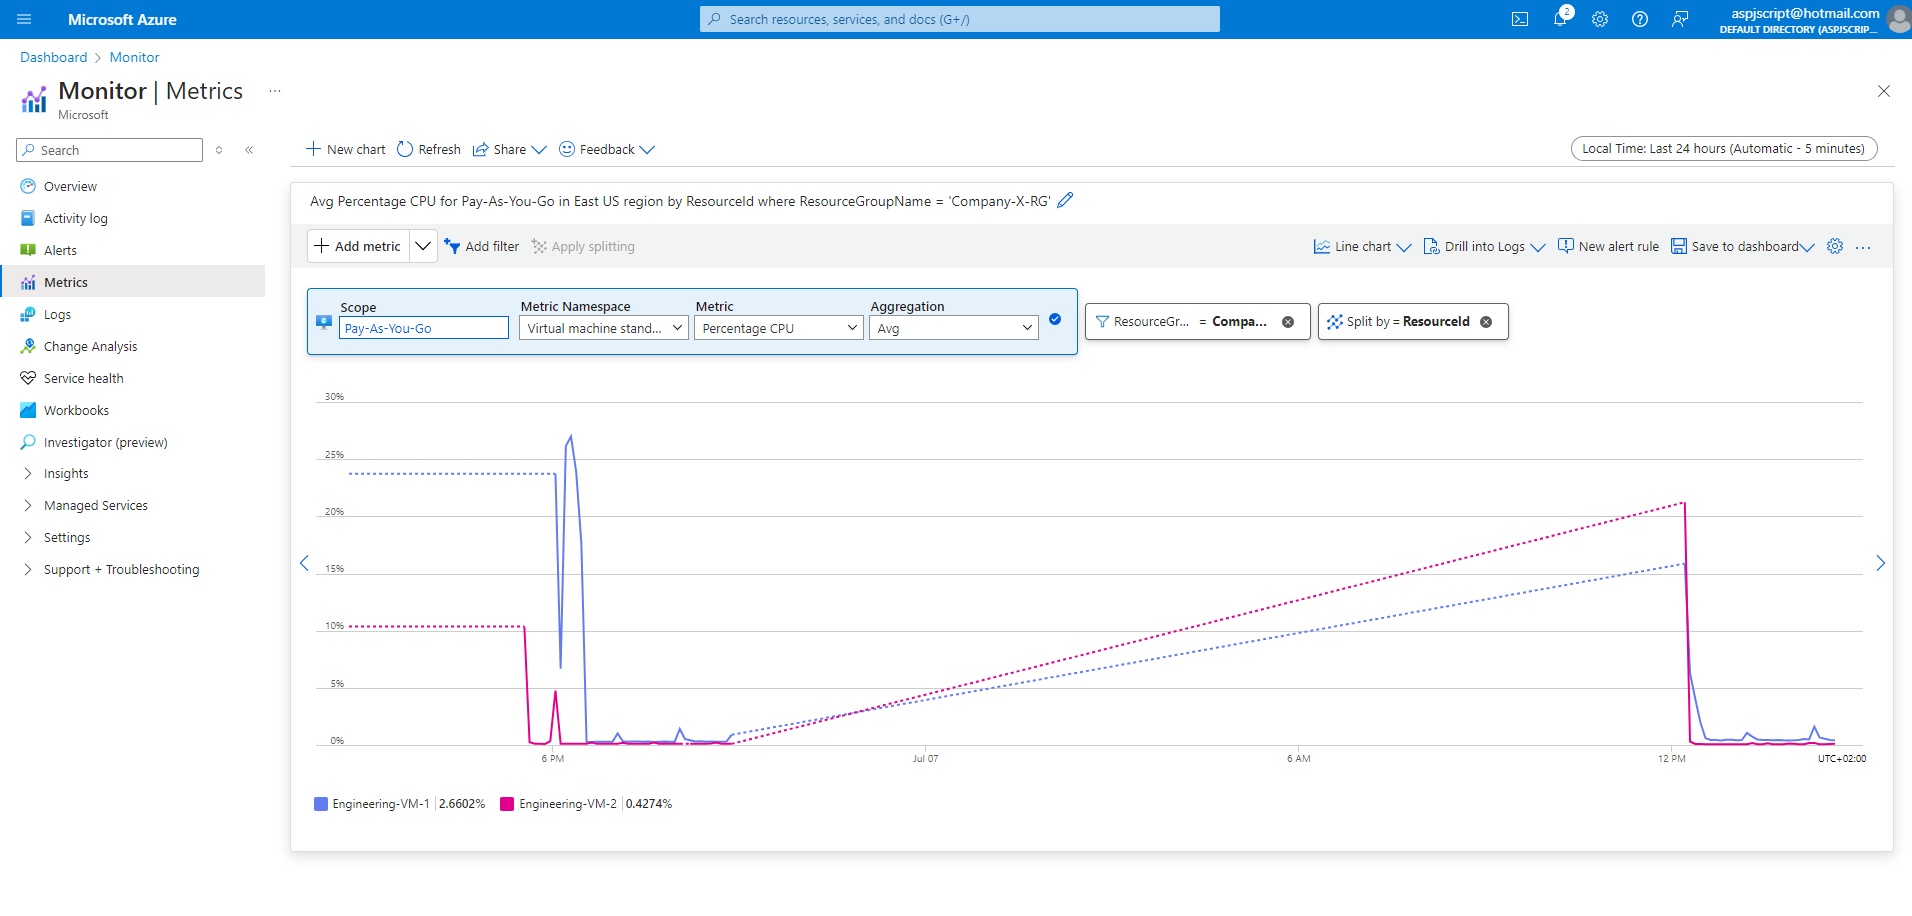 Microsoft Azure
Search resources, services, and docs (G+/)
2
aspjscript@hotmail.com
DEFAULT DIRECTORY (ASPJSCRIP...
Dashboard > Monitor
Monitor | Metrics ...
Microsoft
Search
Overview
Activity log
Alerts
Metrics
Logs
Change Analysis
Service health
Workbooks
Investigator (preview)
Insights
Managed Services
Settings
Support + Troubleshooting
New chart Refresh Share Feedback
Local Time: Last 24 hours (Automatic - 5 minutes)
Avg Percentage CPU for Pay-As-You-Go in East US region by ResourceId where ResourceGroupName = 'Company-X-RG'
Add metric Add filter Apply splitting
Line chart Drill into Logs New alert rule Save to dashboard ...
Scope Metric Namespace Metric Aggregation
Pay-As-You-Go Virtual machine stand... Percentage CPU Avg
ResourceGr... = Compa...
Split by = ResourceId
30%
25%
20%
15%
10%
5%
0%
6 PM Jul 07 6 AM 12 PM UTC+02:00
Engineering-VM-1 2.6602% Engineering-VM-2 0.4274%